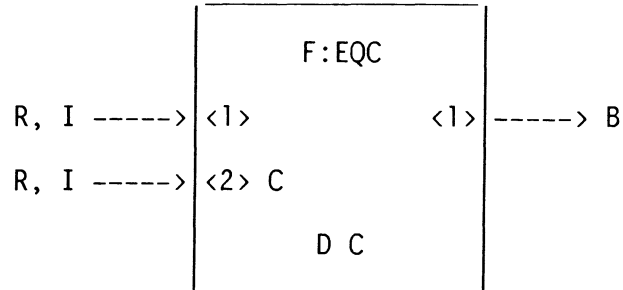 F:EQC
R, I -----> <1> <1> -----> B
R, I -----> <2> C
D C